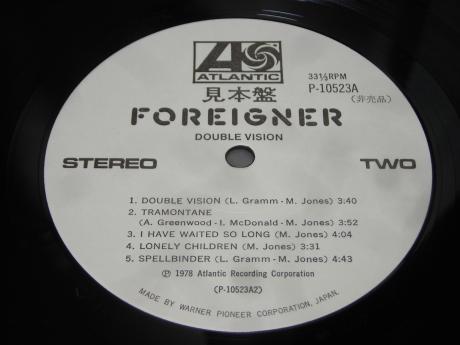 ATLANTIC
33⅓RPM
P-10523A
見本盤
(非売品)
FOREIGNER
DOUBLE VISION
STEREO
TWO
1. DOUBLE VISION (L. Gramm - M. Jones) 3:40
2. TRAMONTANE
(A. Greenwood - I. McDonald - M. Jones) 3:52
3. I HAVE WAITED SO LONG (M. Jones) 4:04
4. LONELY CHILDREN (M. Jones) 3:31
5. SPELLBINDER (L. Gramm - M. Jones) 4:43
Ⓟ 1978 Atlantic Recording Corporation
(P-10523A2)
MADE BY WARNER PIONEER CORPORATION, JAPAN.